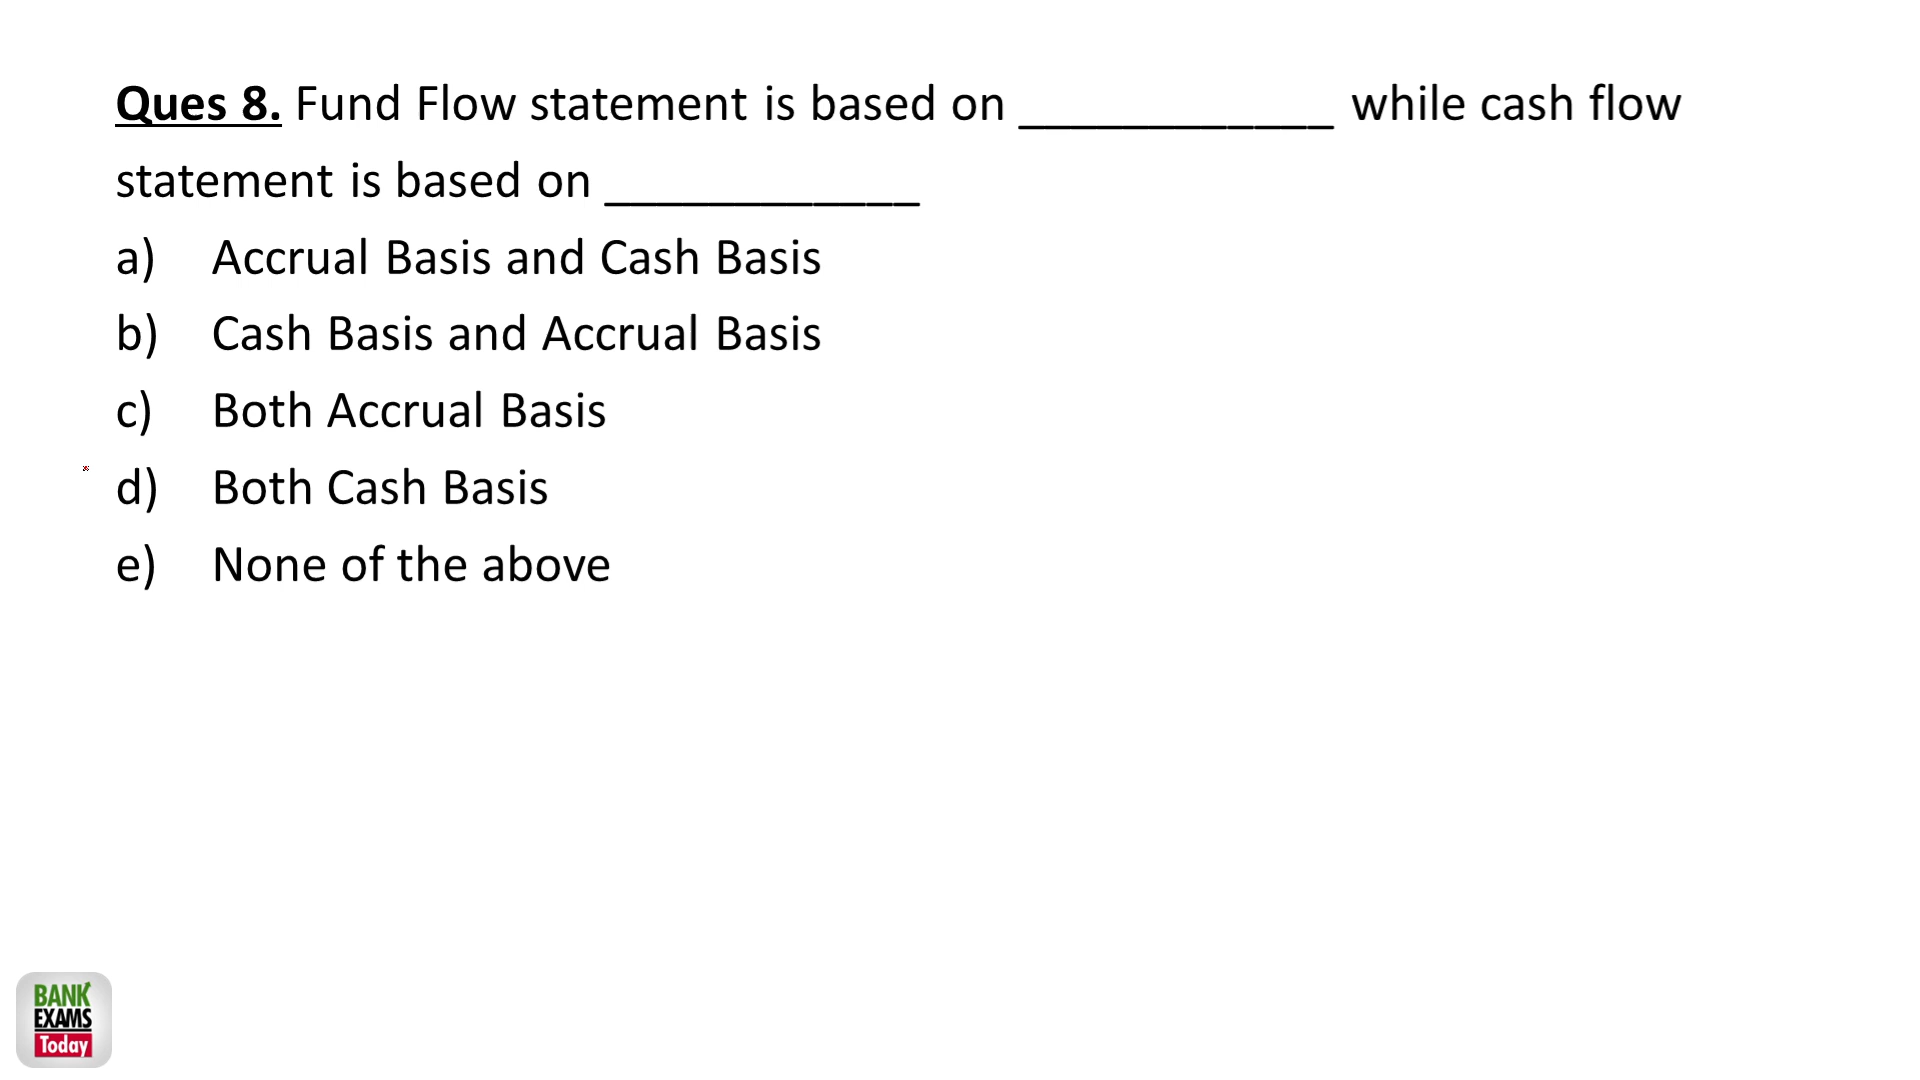 Ques 8. Fund Flow statement is based on ____________ while cash flow
statement is based on ____________
a) Accrual Basis and Cash Basis
b) Cash Basis and Accrual Basis
c) Both Accrual Basis
d) Both Cash Basis
e) None of the above
BANK
EXAMS
Today